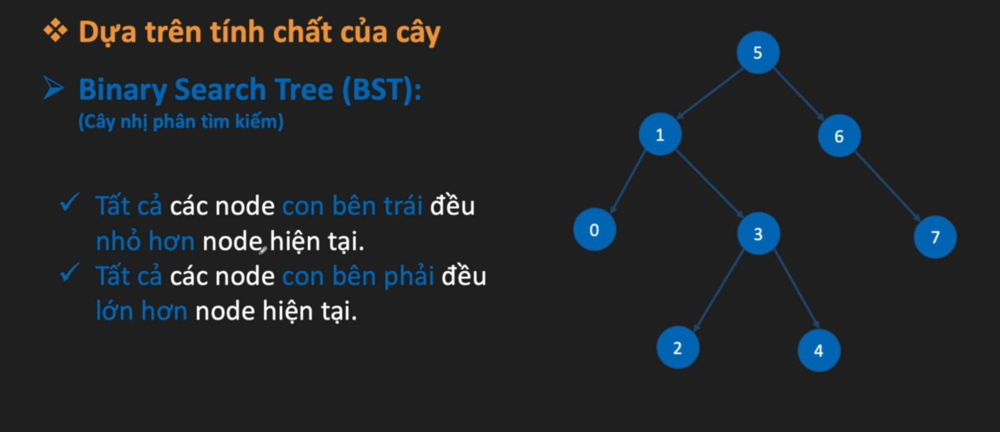 Dựa trên tính chất của cây
Binary Search Tree (BST):
(Cây nhị phân tìm kiếm)
Tất cả các node con bên trái đều
nhỏ hơn node hiện tại.
Tất cả các node con bên phải đều
lớn hơn node hiện tại.
5
1
6
0
3
7
2
4